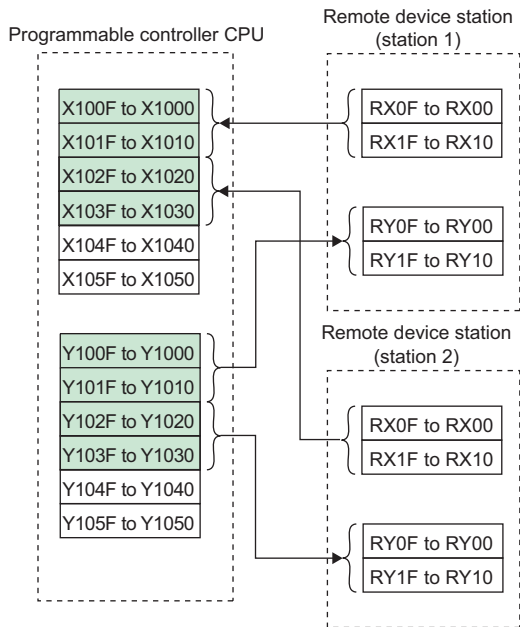 Programmable controller CPU
X100F to X1000
X101F to X1010
X102F to X1020
X103F to X1030
X104F to X1040
X105F to X1050
Y100F to Y1000
Y101F to Y1010
Y102F to Y1020
Y103F to Y1030
Y104F to Y1040
Y105F to Y1050
Remote device station
(station 1)
RX0F to RX00
RX1F to RX10
RY0F to RY00
RY1F to RY10
Remote device station
(station 2)
RX0F to RX00
RX1F to RX10
RY0F to RY00
RY1F to RY10